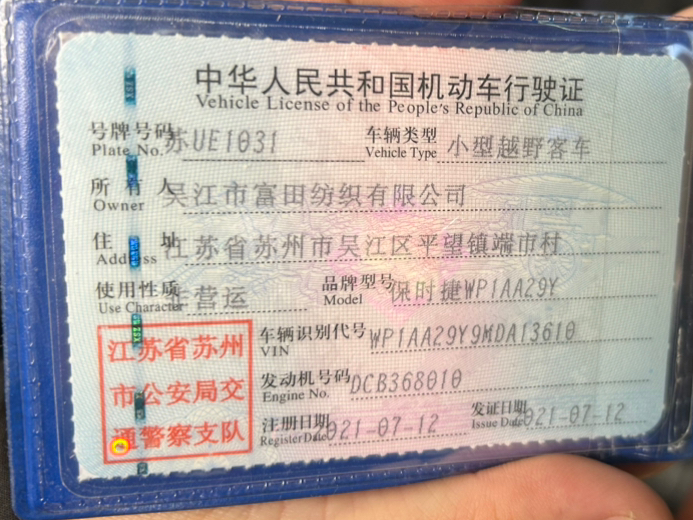 中华人民共和国机动车行驶证
Vehicle License of the People's Republic of China
号牌号码 苏UE1031 车辆类型 小型越野客车
Plate No. Vehicle Type
所有人 吴江市富田纺织有限公司
Owner
住址 江苏省苏州市吴江区平望镇端市村
Address
使用性质 非营运 品牌型号 保时捷WP1AA29Y
Use Character Model
江苏省苏州
市公安局交
通警察支队
车辆识别代号 WP1AA29Y9MDA13610
VIN
发动机号码 DCB368010
Engine No.
注册日期 2021-07-12 发证日期 2021-07-12
Register Date Issue Date